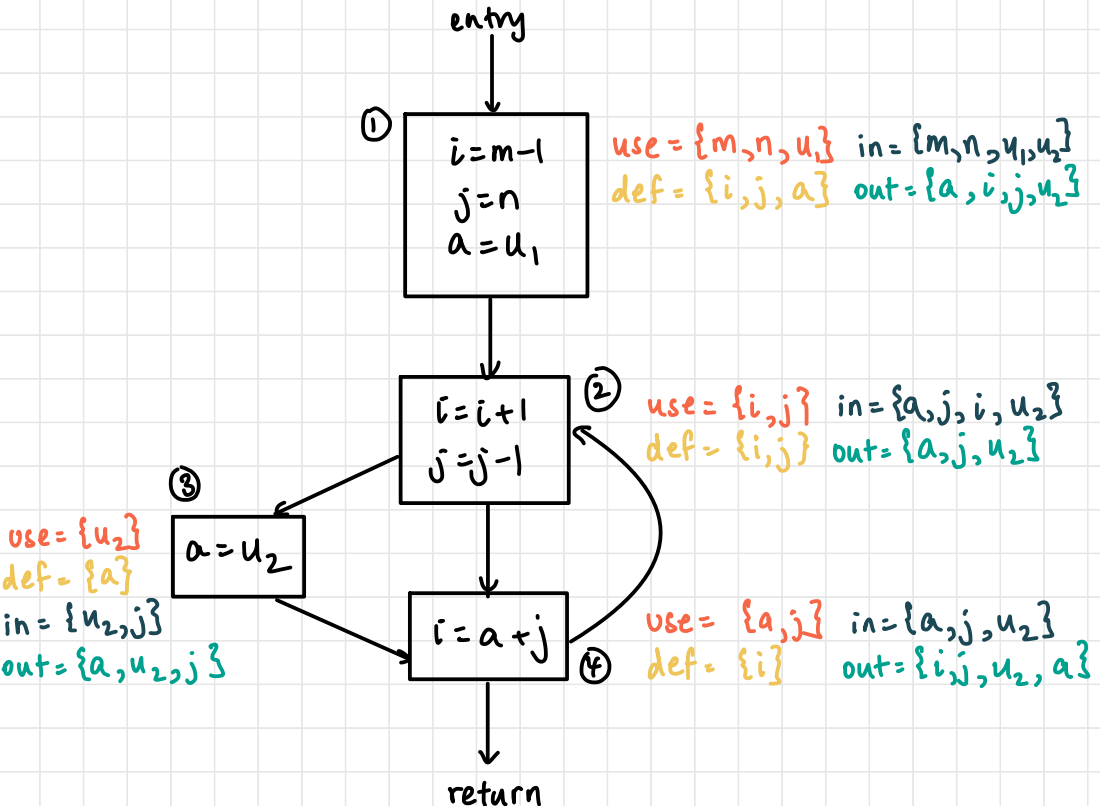 entry
①
i=m-1
j=n
a=u₁
use={m,n,u₁} in={m,n,u₁,u₂}
def={i,j,a} out={a,i,j,u₂}
②
i=i+1
j=j-1
use={i,j} in={a,j,i,u₂}
def={i,j} out={a,j,u₂}
③
a=u₂
use={u₂}
def={a}
in={u₂,j}
out={a,u₂,j}
i=a+j
④
use={a,j} in={a,j,u₂}
def={i} out={i,j,u₂,a}
return